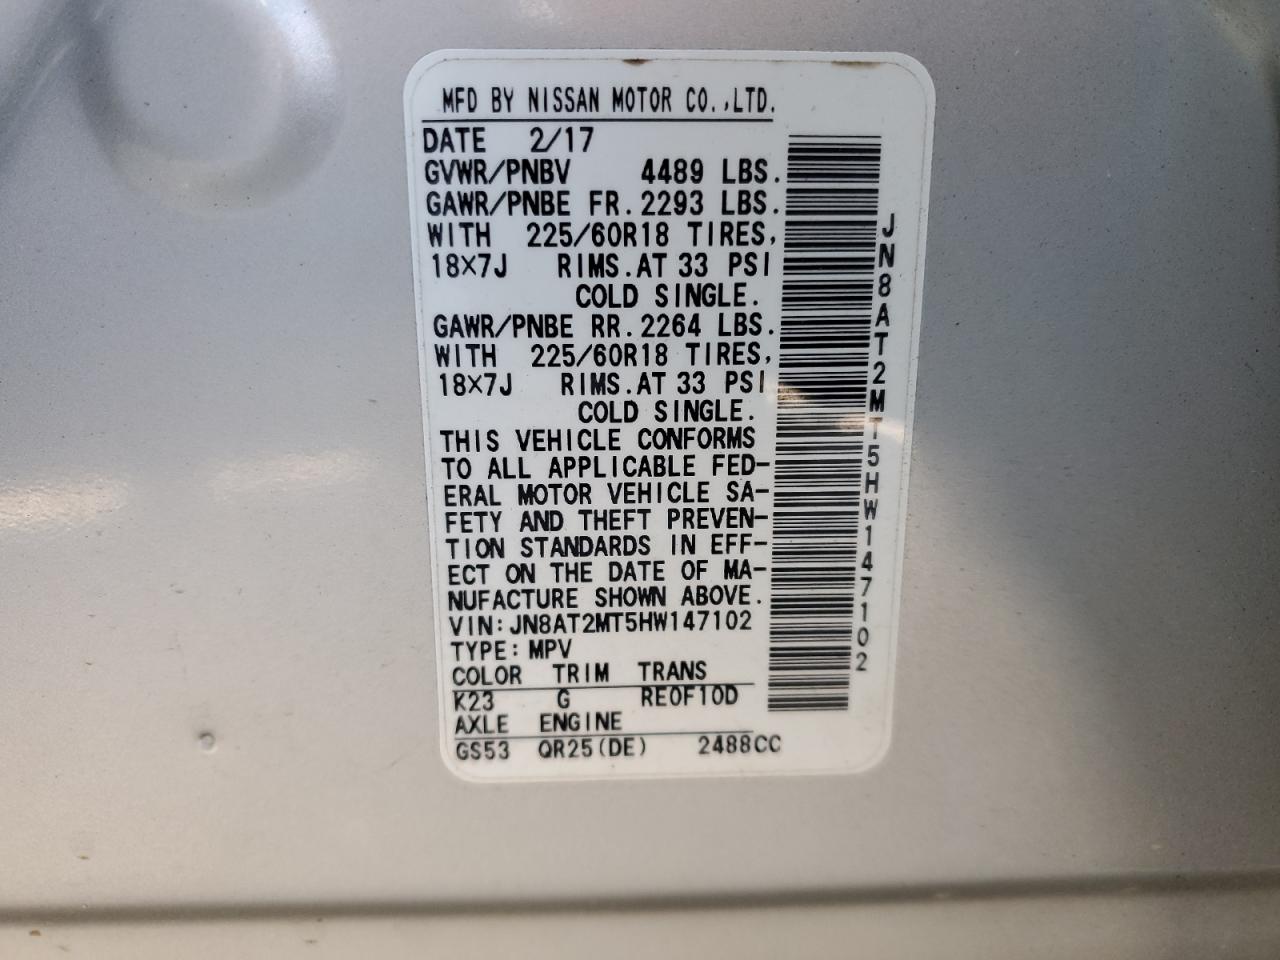 MFD BY NISSAN MOTOR CO.,LTD.
DATE 2/17
GVWR/PNBV 4489 LBS.
GAWR/PNBE FR.2293 LBS.
WITH 225/60R18 TIRES,
18×7J RIMS.AT 33 PSI
COLD SINGLE.
GAWR/PNBE RR.2264 LBS.
WITH 225/60R18 TIRES,
18×7J RIMS.AT 33 PSI
COLD SINGLE.
THIS VEHICLE CONFORMS
TO ALL APPLICABLE FED-
ERAL MOTOR VEHICLE SA-
FETY AND THEFT PREVEN-
TION STANDARDS IN EFF-
ECT ON THE DATE OF MA-
NUFACTURE SHOWN ABOVE.
VIN:JN8AT2MT5HW147102
TYPE:MPV
COLOR TRIM TRANS
K23 G RE0F10D
AXLE ENGINE
GS53 QR25(DE) 2488CC
JN8AT2MT5HW147102